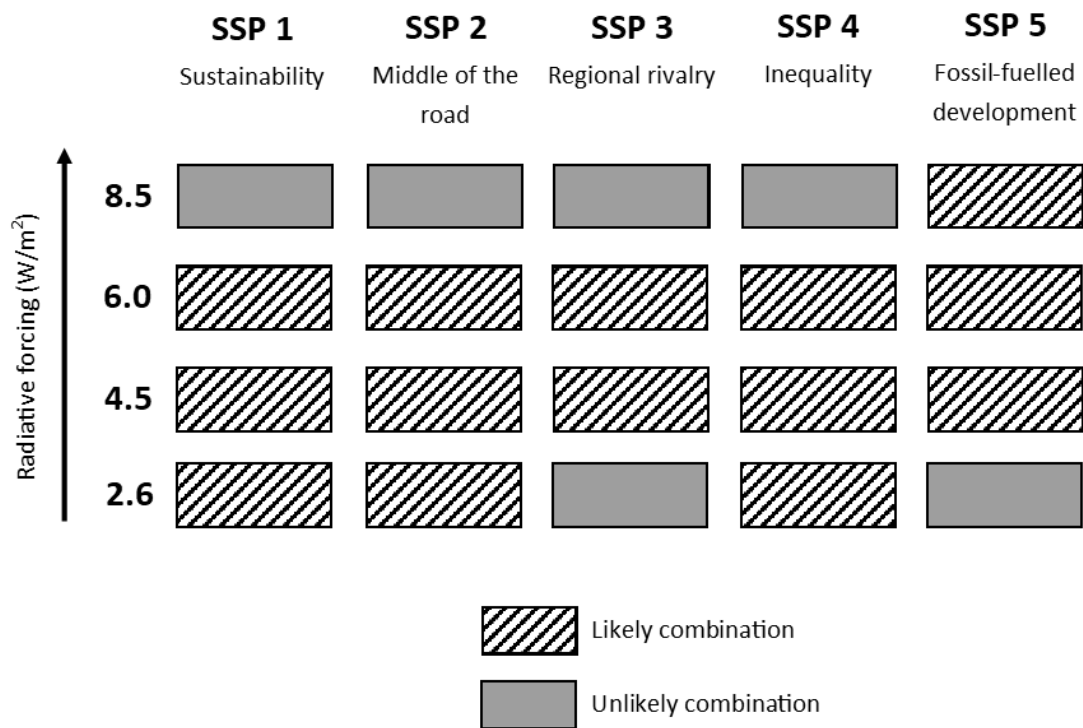 SSP 1 SSP 2 SSP 3 SSP 4 SSP 5
Sustainability Middle of the Regional rivalry Inequality Fossil-fuelled
road development
8.5
6.0
4.5
2.6
Radiative forcing (W/m²)
Likely combination
Unlikely combination